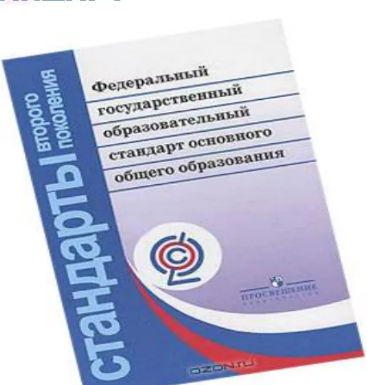 Федеральный
государственный
образовательный
стандарт основного
общего образования
стандарты второго
поколения
ПРОСВЕЩЕНИЕ
ozon.ru